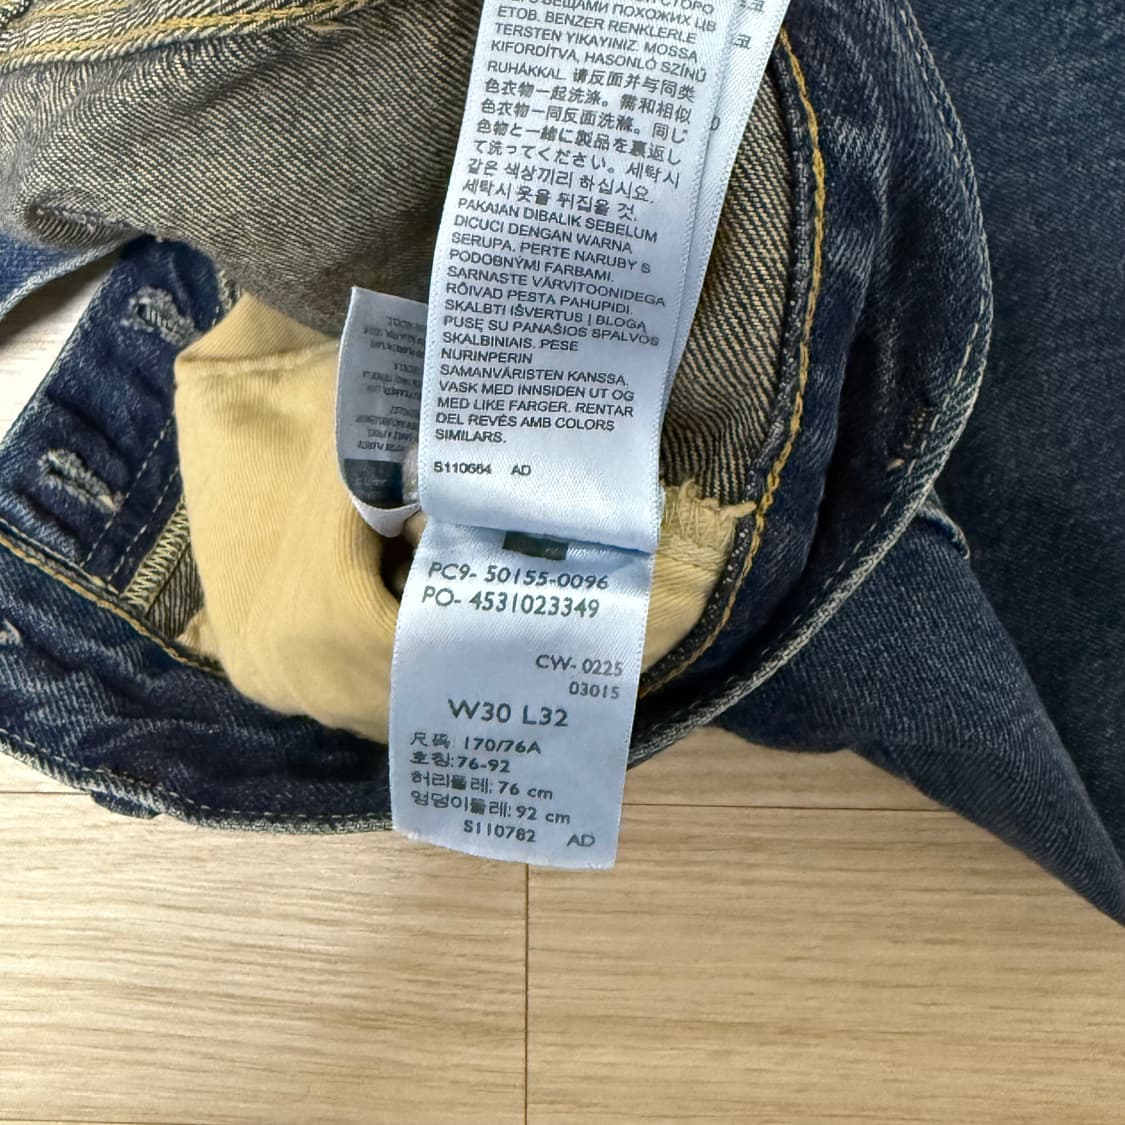 ВЕЩАМИ ПОХОЖИХ ЦВ
ЕТОВ. BENZER RENKLERLE
TERSTEN YIKAYINIZ. MOSSA
KIFORDÍTVA, HASONLÓ SZÍNŰ
RUHÁKKAL. 请反面并与同类
色衣物一起洗涤。需和相似
色衣物一同反面洗滌。同じ
色物と一緒に製品を裏返し
て洗ってください。세탁시
같은 색상끼리 하십시요.
세탁시 옷을 뒤집을 것.
PAKAIAN DIBALIK SEBELUM
DICUCI DENGAN WARNA
SERUPA. PERTE NARUBY S
PODOBNÝMI FARBAMI.
SARNASTE VÄRVITOONIDEGA
RÕIVAD PESTA PAHUPIDI.
SKALBTI IŠVERTUS Į BLOGĄ
PUSĘ SU PANAŠIOS SPALVOS
SKALBINIAIS. PESE
NURINPERIN
SAMANVÄRISTEN KANSSA.
VASK MED INNSIDEN UT OG
MED LIKE FARGER. RENTAR
DEL REVÉS AMB COLORS
SIMILARS.
S110664 AD
PC9- 50155-0096
PO- 4531023349
CW- 0225
03015
W30 L32
尺码: 170/76A
호칭:76-92
허리둘레: 76 cm
엉덩이둘레: 92 cm
S110782 AD